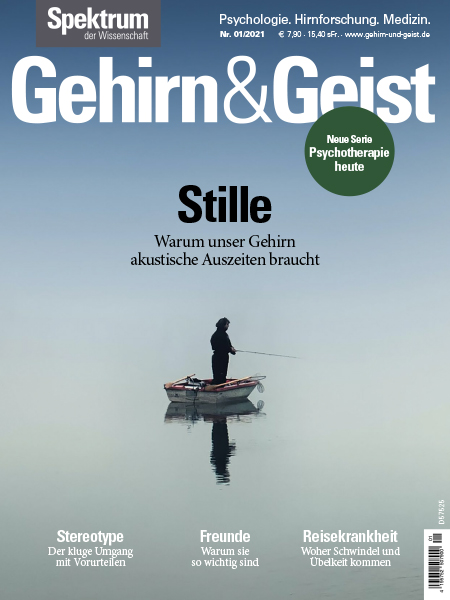 Spektrum
der Wissenschaft
Psychologie. Hirnforschung. Medizin.
Nr. 01/2021 € 7,90 · 15,40 sFr. · www.gehirn-und-geist.de
Gehirn&Geist
Neue Serie
Psychotherapie
heute
Stille
Warum unser Gehirn
akustische Auszeiten braucht
Stereotype
Der kluge Umgang
mit Vorurteilen
Freunde
Warum sie
so wichtig sind
Reisekrankheit
Woher Schwindel und
Übelkeit kommen
D57525
01